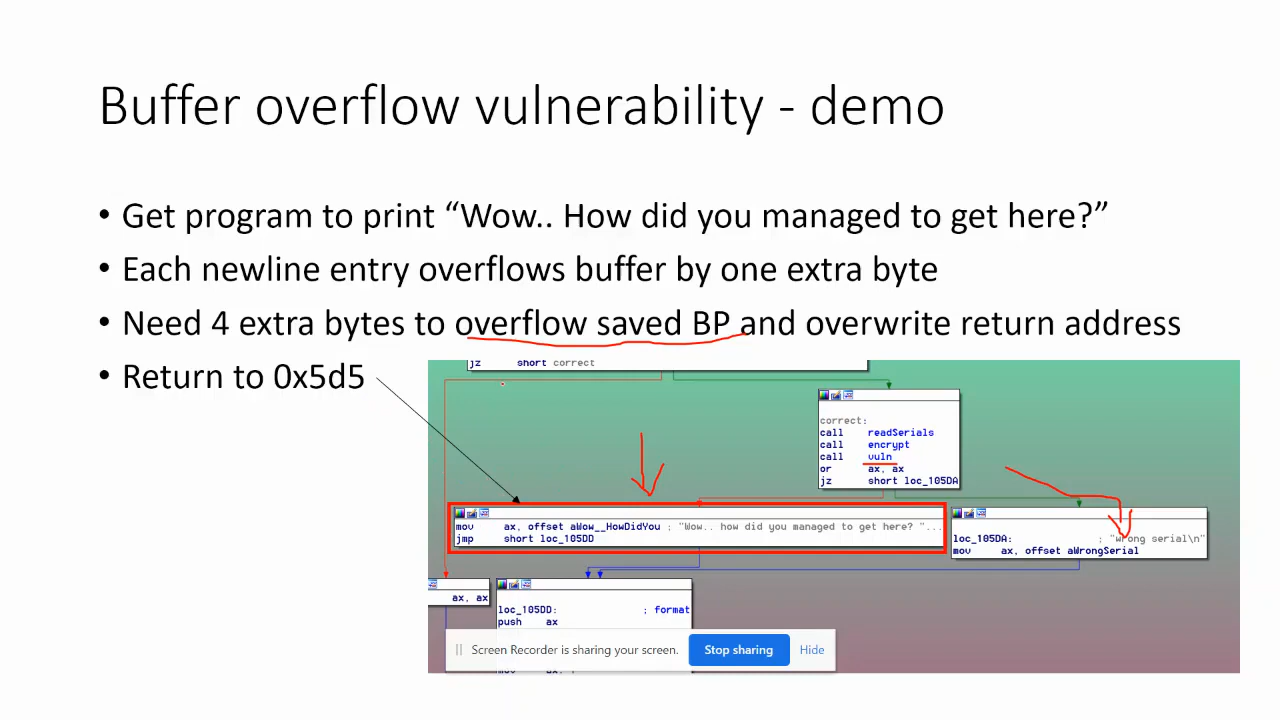 Buffer overflow vulnerability - demo
• Get program to print “Wow.. How did you managed to get here?”
• Each newline entry overflows buffer by one extra byte
• Need 4 extra bytes to overflow saved BP and overwrite return address
• Return to 0x5d5
jz short correct
correct:
call readSerials
call encrypt
call vuln
or ax, ax
jz short loc_105DA
mov ax, offset aWow__HowDidYou ; "Wow.. how did you managed to get here? "...
jmp short loc_105DD
loc_105DA: ; "wrong serial\n"
mov ax, offset aWrongSerial
ax, ax
loc_105DD: ; format
push ax
Screen Recorder is sharing your screen. Stop sharing Hide